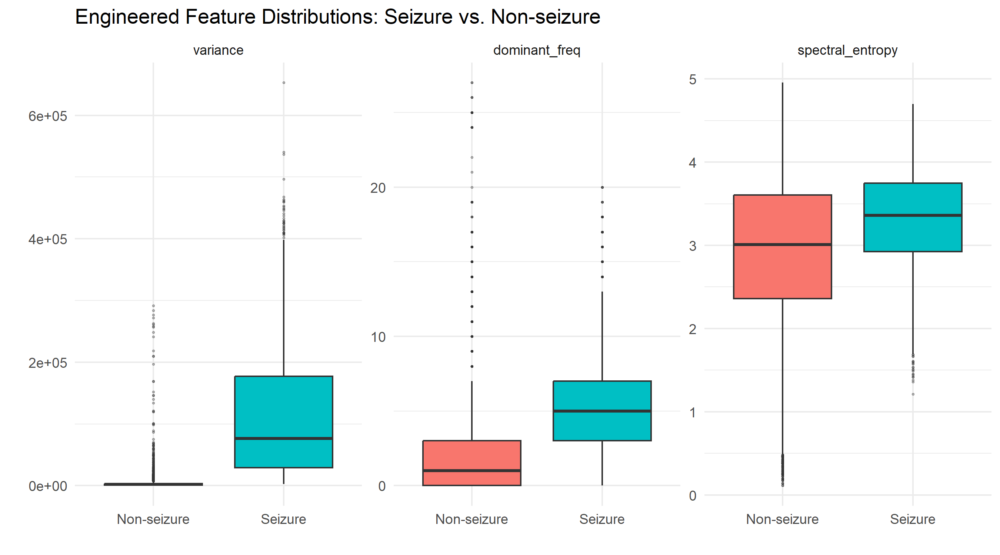 Engineered Feature Distributions: Seizure vs. Non-seizure
variance
6e+05
4e+05
2e+05
0e+00
Non-seizure
Seizure
dominant_freq
20
10
0
Non-seizure
Seizure
spectral_entropy
5
4
3
2
1
0
Non-seizure
Seizure